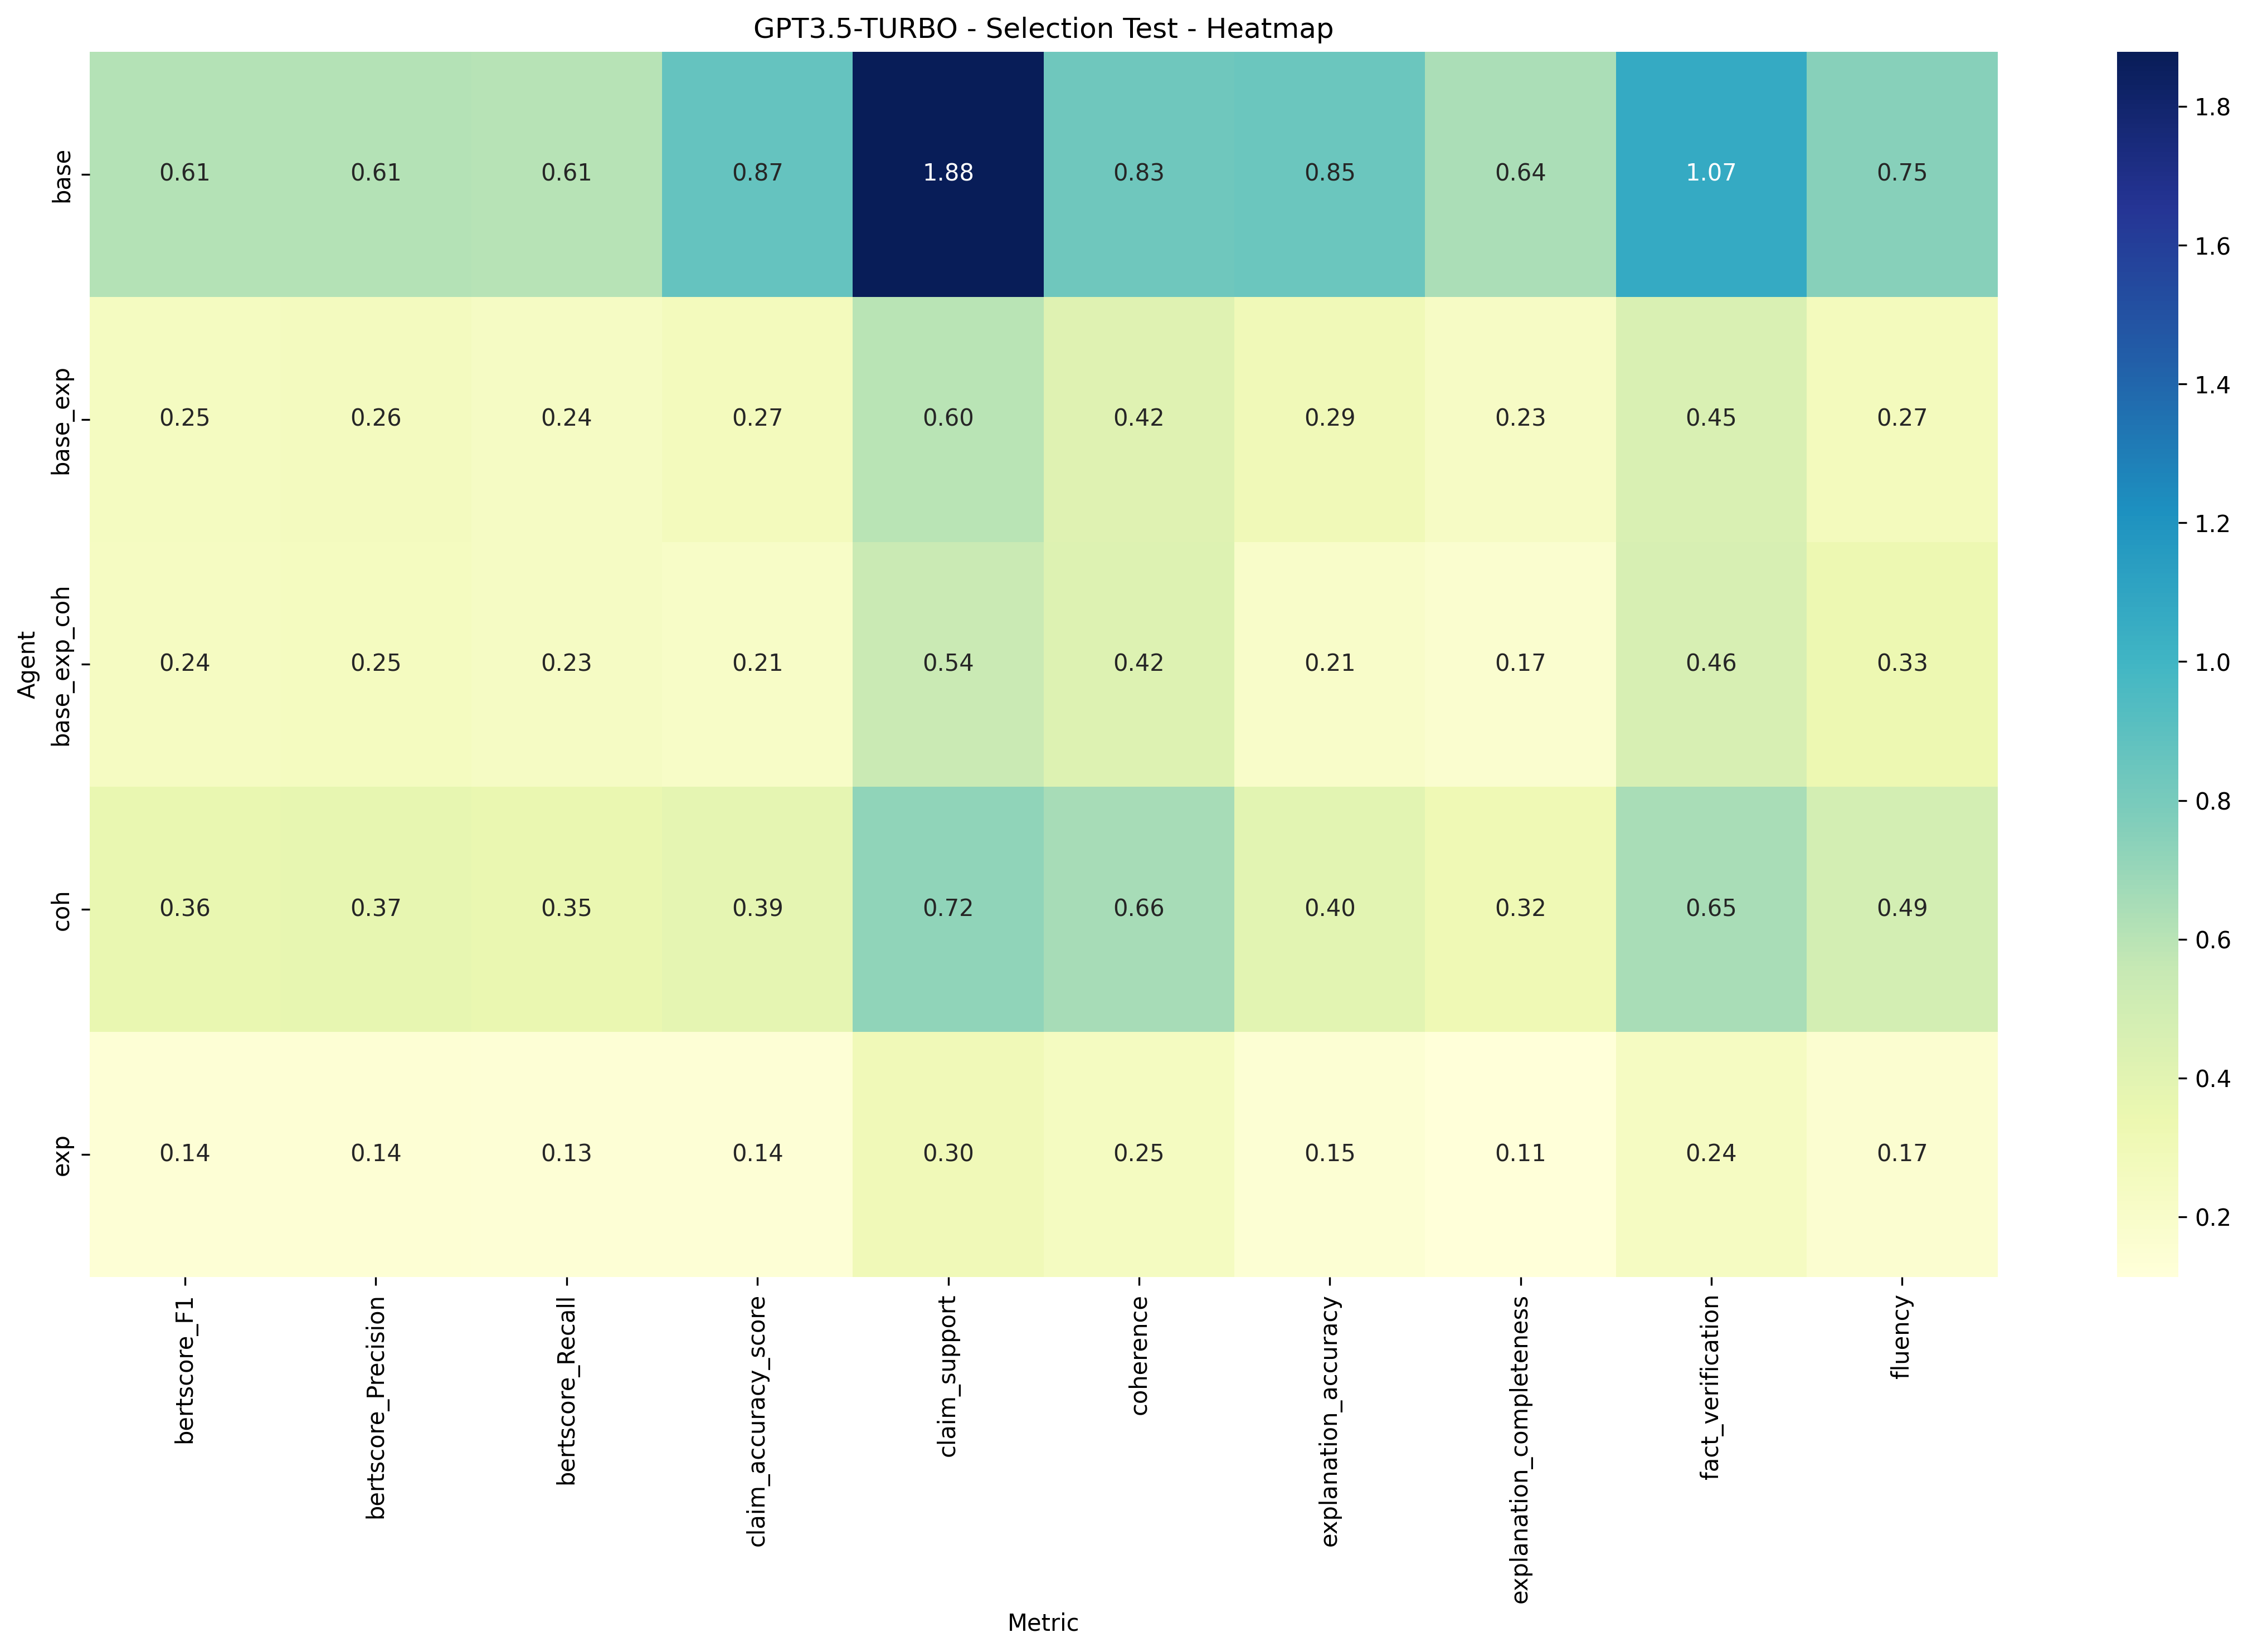 GPT3.5-TURBO - Selection Test - Heatmap
Agent
base 0.61 0.61 0.61 0.87 1.88 0.83 0.85 0.64 1.07 0.75
base_exp 0.25 0.26 0.24 0.27 0.60 0.42 0.29 0.23 0.45 0.27
base_exp_coh 0.24 0.25 0.23 0.21 0.54 0.42 0.21 0.17 0.46 0.33
coh 0.36 0.37 0.35 0.39 0.72 0.66 0.40 0.32 0.65 0.49
exp 0.14 0.14 0.13 0.14 0.30 0.25 0.15 0.11 0.24 0.17
bertscore_F1
bertscore_Precision
bertscore_Recall
claim_accuracy_score
claim_support
coherence
explanation_accuracy
explanation_completeness
fact_verification
fluency
Metric
1.8
1.6
1.4
1.2
1.0
0.8
0.6
0.4
0.2